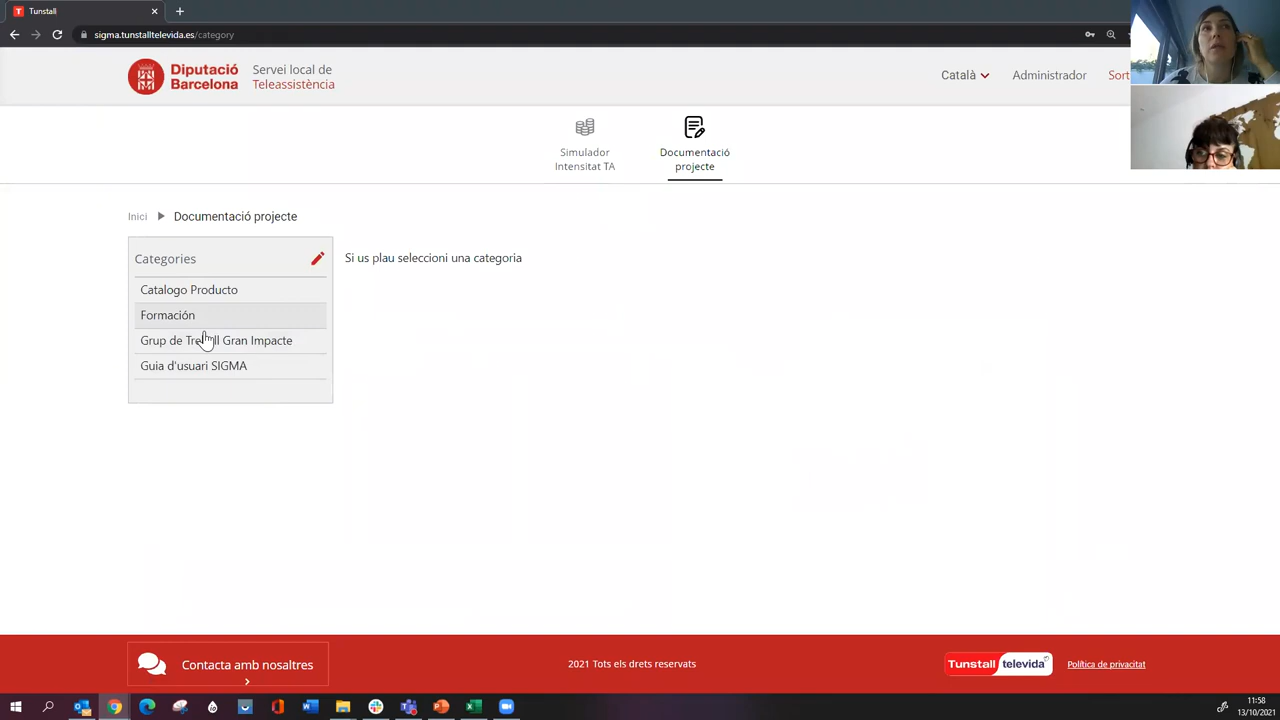 Tunstall
sigma.tunstalltelevida.es/category
Diputació
Barcelona
Servei local de
Teleassistència
Català
Administrador
Sort
Simulador
Intensitat TA
Documentació
projecte
Inici
Documentació projecte
Categories
Si us plau seleccioni una categoria
Catalogo Producto
Formación
Grup de Gran Impacte
Guia d'usuari SIGMA
Contacta amb nosaltres
2021 Tots els drets reservats
Tunstall televida
Política de privacitat
11:58
13/10/2021